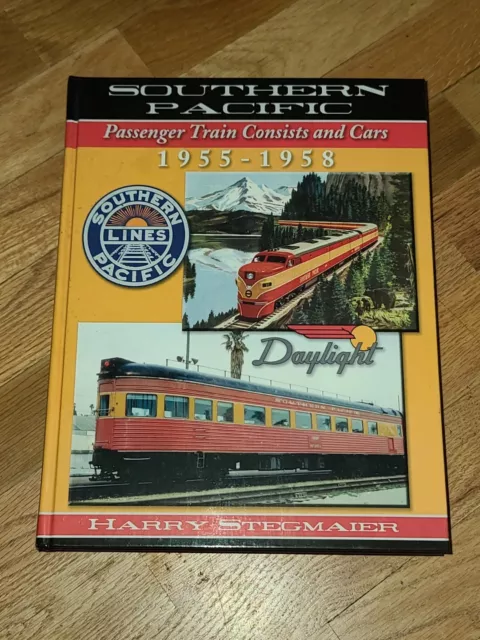 SOUTHERN
PACIFIC
Passenger Train Consists and Cars
1955-1958
SOUTHERN
LINES
PACIFIC
Daylight
HARRY STEGMAIER